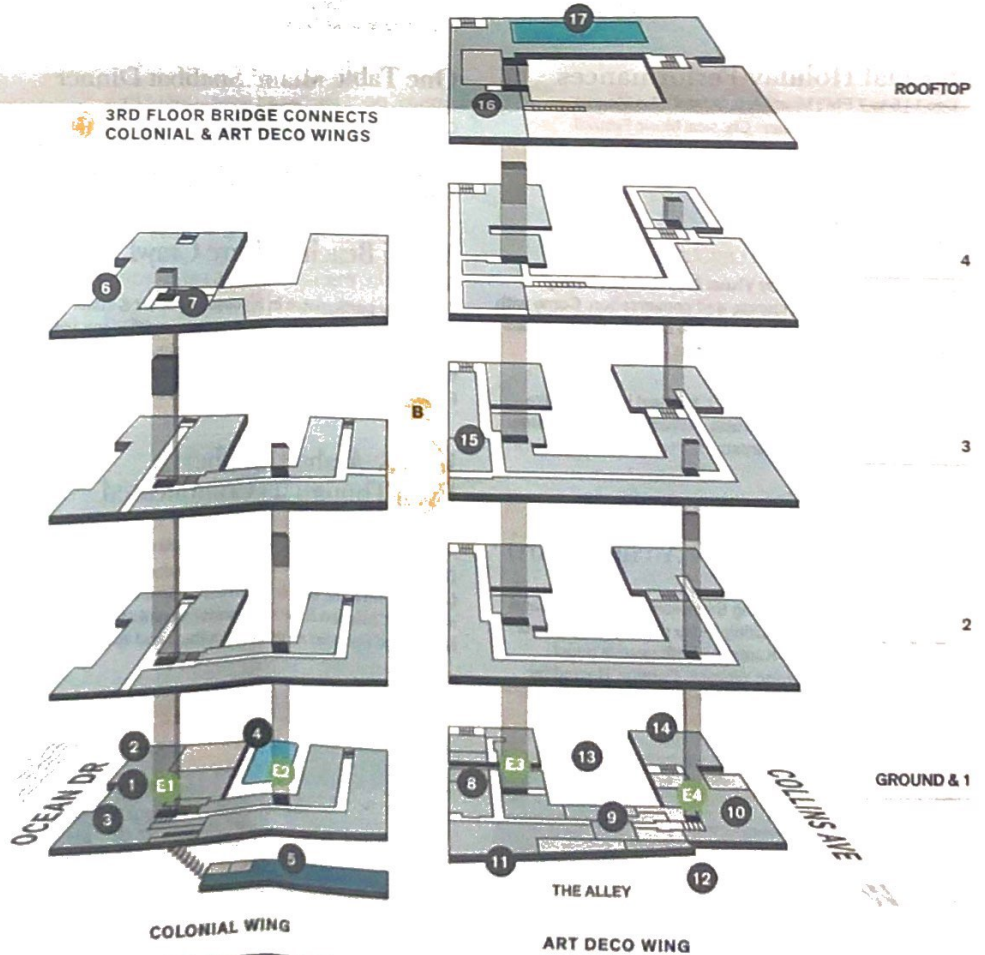 17
ROOFTOP
16
3RD FLOOR BRIDGE CONNECTS
COLONIAL & ART DECO WINGS
4
6
7
B
15
3
2
2
4
14
OCEAN DR
1
E1
E2
E3
13
COLLINS AVE
GROUND & 1
8
E4
3
9
10
5
11
12
THE ALLEY
COLONIAL WING
ART DECO WING